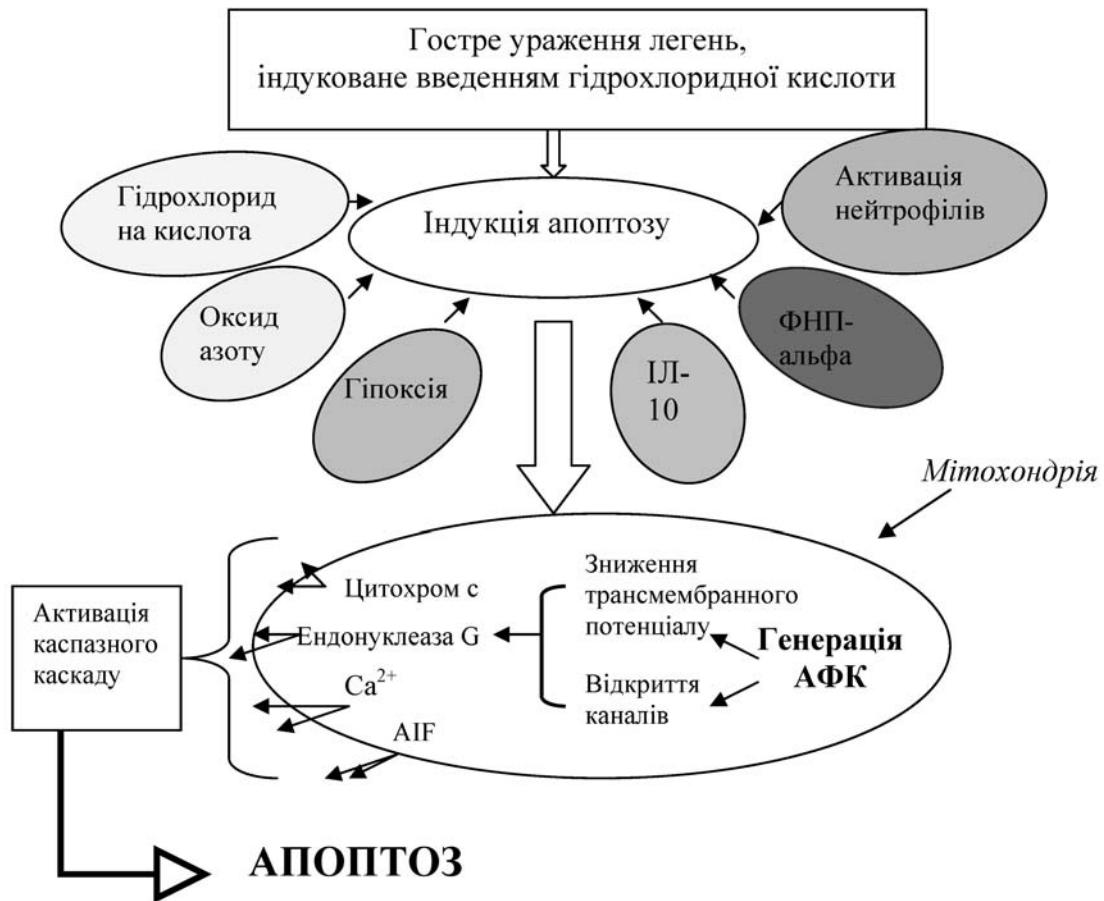 Гостре ураження легень,
індуковане введенням гідрохлоридної кислоти
Гідрохлорид
на кислота
Індукція апоптозу
Активація
нейтрофілів
Оксид
азоту
Гіпоксія
ІЛ-
10
ФНП-
альфа
Мітохондрія
Активація
каспазного
каскаду
Цитохром с
Ендонуклеаза G
Ca²⁺
AIF
Зниження
трансмембранного
потенціалу
Відкриття
каналів
Генерація
АФК
АПОПТОЗ